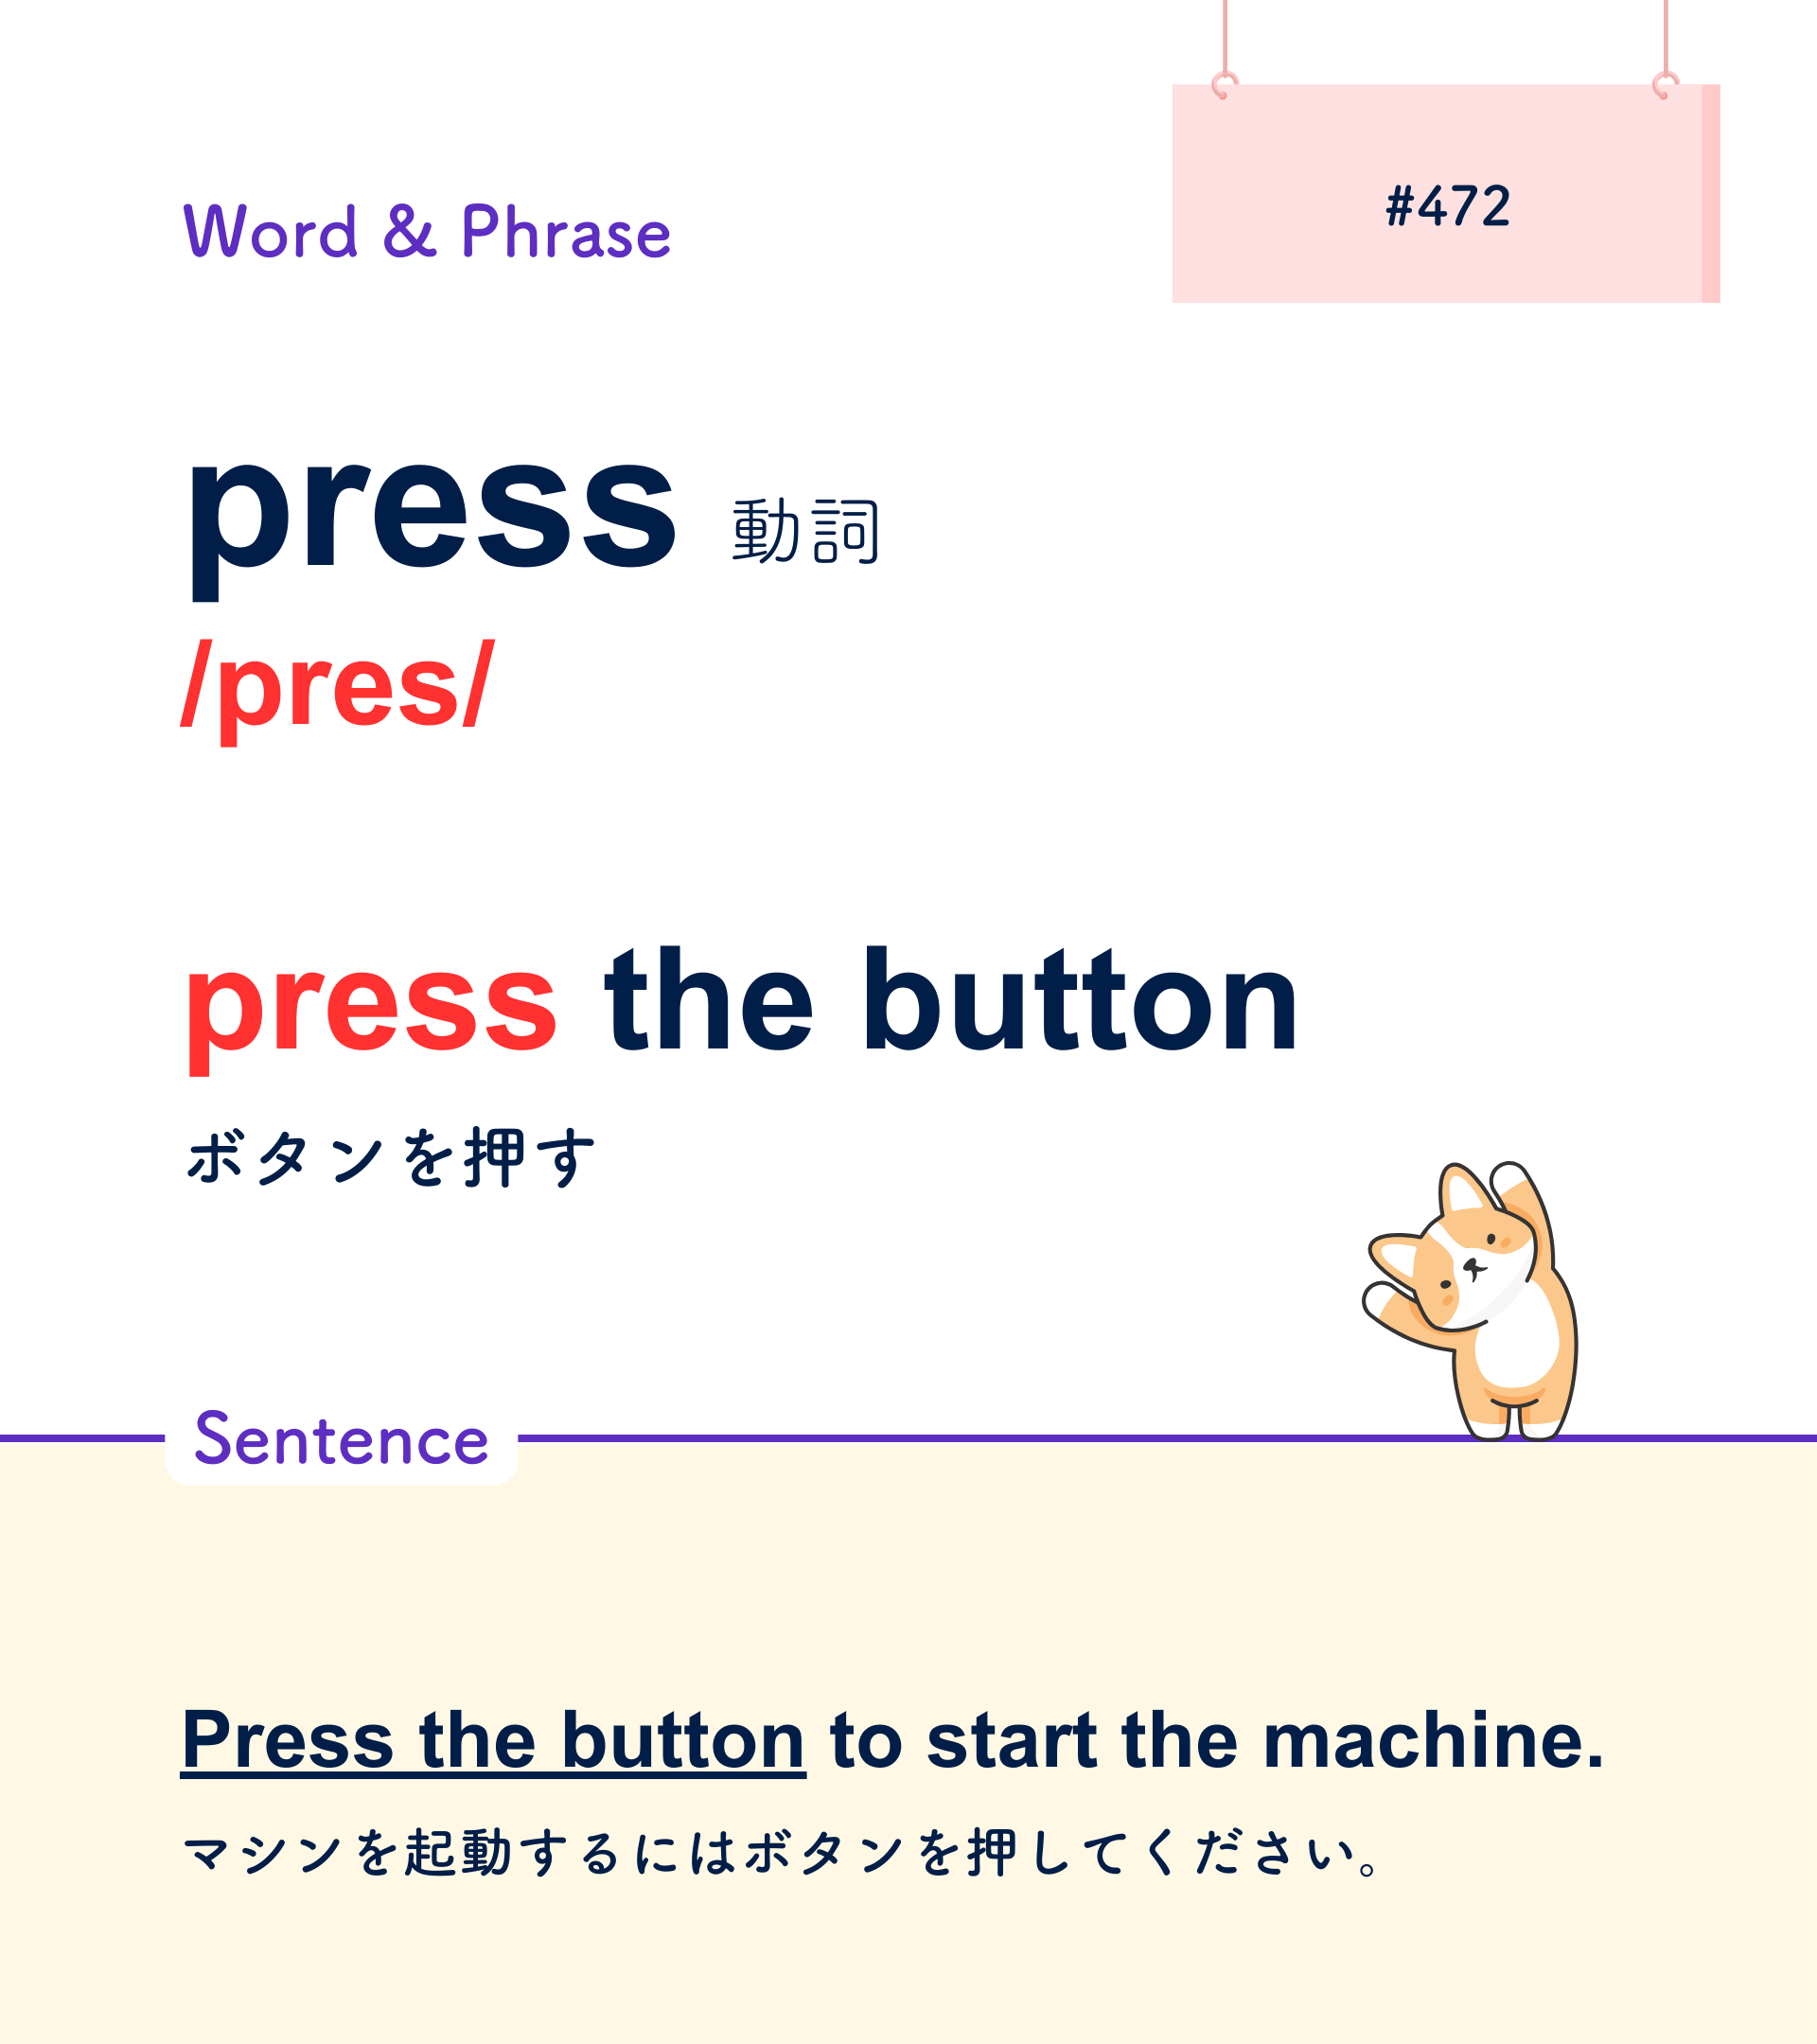 #472
Word & Phrase
press 動詞
/pres/
press the button
ボタンを押す
Sentence
Press the button to start the machine.
マシンを起動するにはボタンを押してください。